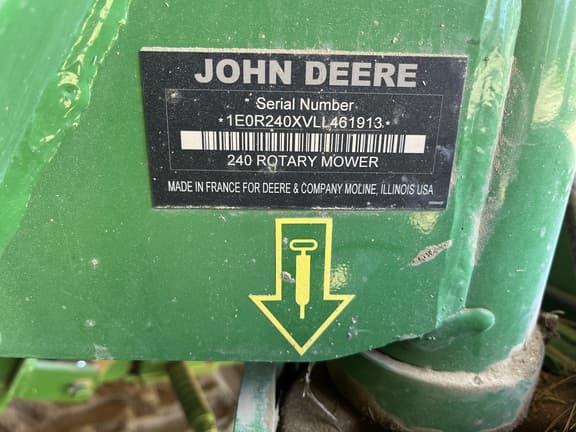 JOHN DEERE
Serial Number
*1E0R240XVLL461913*
240 ROTARY MOWER
MADE IN FRANCE FOR DEERE & COMPANY MOLINE, ILLINOIS USA